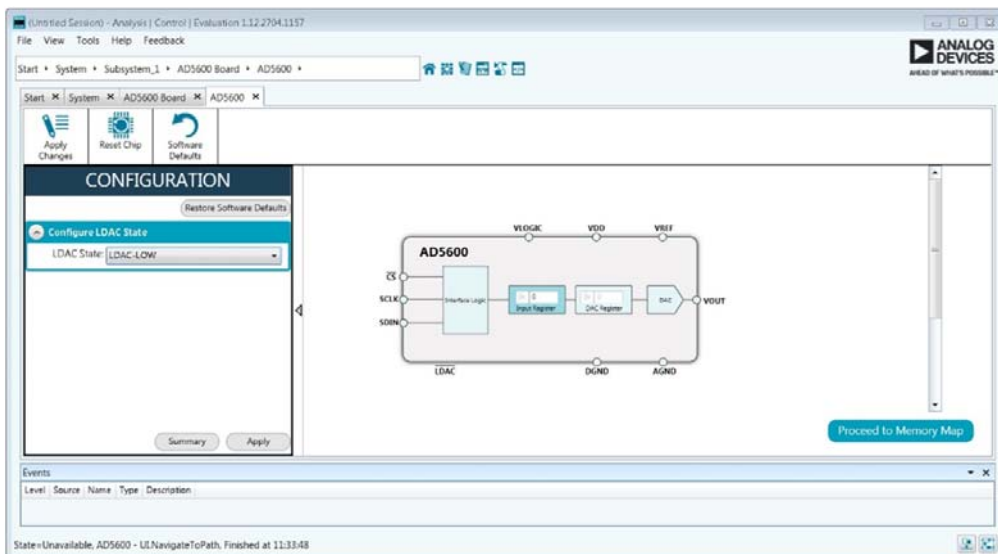 (Untitled Session) - Analysis | Control | Evaluation 1.12.2704.1157
File View Tools Help Feedback
ANALOG
DEVICES
AHEAD OF WHAT'S POSSIBLE™
Start System Subsystem_1 AD5600 Board AD5600
Start System AD5600 Board AD5600
Apply Changes
Reset Chip
Software Defaults
CONFIGURATION
Restore Software Defaults
Configure LDAC State
LDAC State: LDAC-LOW
Summary Apply
VLOGIC VDD VREF
AD5600
CS
SCLK
SDIN
Interface Logic
0
Input Register
DAC Register
DAC
VOUT
LDAC DGND AGND
Proceed to Memory Map
Events
Level Source Name Type Description
State=Unavailable, AD5600 - ULNavigateToPath, Finished at 11:33:48